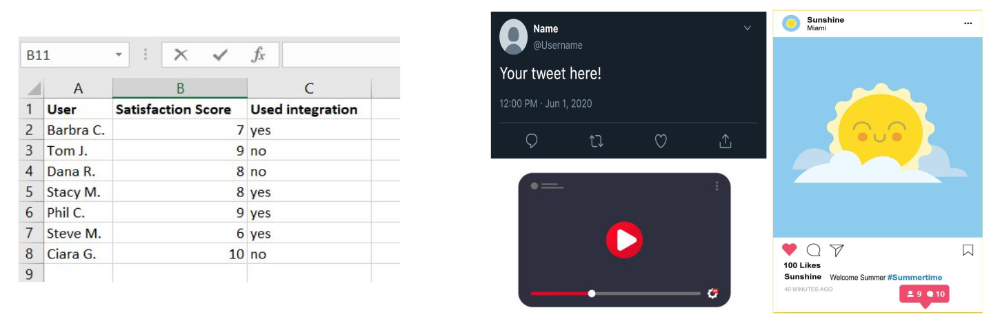 B11 fx
A B C
1 User Satisfaction Score Used integration
2 Barbra C. 7 yes
3 Tom J. 9 no
4 Dana R. 8 no
5 Stacy M. 8 yes
6 Phil C. 9 yes
7 Steve M. 6 yes
8 Ciara G. 10 no
9
Name
@Username
Your tweet here!
12:00 PM · Jun 1, 2020
Sunshine
Miami
100 Likes
Sunshine Welcome Summer #Summertime
40 MINUTES AGO
9 10